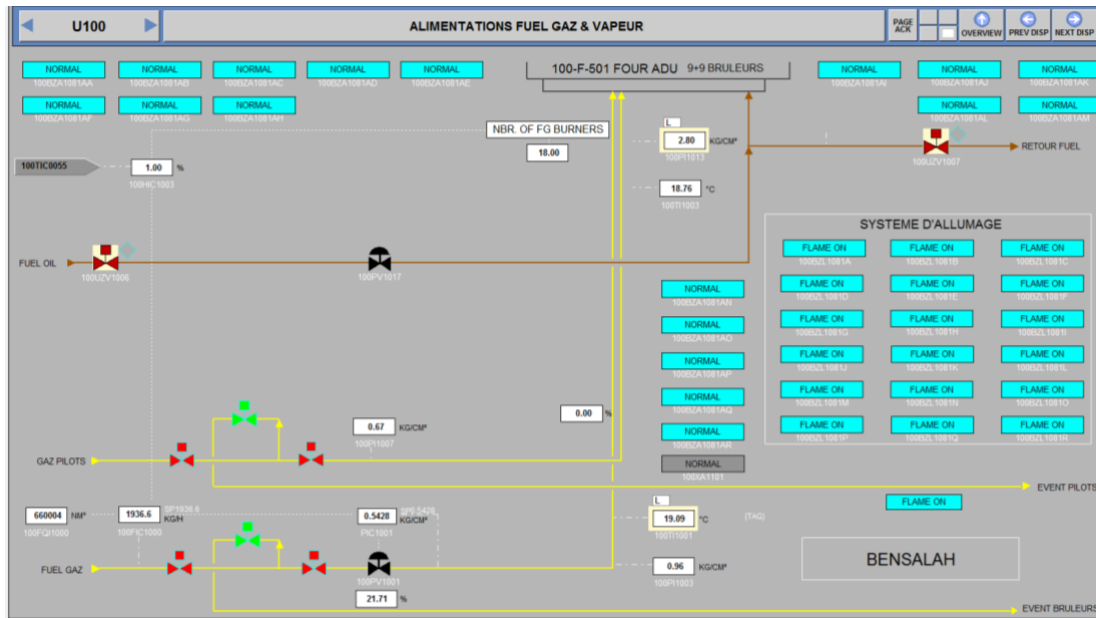 U100
ALIMENTATIONS FUEL GAZ & VAPEUR
PAGE ACK
OVERVIEW
PREV DISP
NEXT DISP
NORMAL NORMAL NORMAL NORMAL NORMAL
100BZA1081AA 100BZA1081AB 100BZA1081AC 100BZA1081AD 100BZA1081AE
100-F-501 FOUR ADU 9+9 BRULEURS
NORMAL NORMAL NORMAL
100BZA1081AI 100BZA1081AJ 100BZA1081AK
NORMAL NORMAL NORMAL
100BZA1081AF 100BZA1081AG 100BZA1081AH
NORMAL NORMAL
100BZA1081AL 100BZA1081AM
NBR. OF FG BURNERS
18.00
L
2.80 KG/CM²
100PI1013
100UZV1007
RETOUR FUEL
100TIC0055
1.00 %
100HIC1003
18.76 °C
100TI1003
FUEL OIL
100UZV1006
100PV1017
SYSTEME D'ALLUMAGE
FLAME ON FLAME ON FLAME ON
100BZL1081A 100BZL1081B 100BZL1081C
FLAME ON FLAME ON FLAME ON
100BZL1081D 100BZL1081E 100BZL1081F
FLAME ON FLAME ON FLAME ON
100BZL1081G 100BZL1081H 100BZL1081I
FLAME ON FLAME ON FLAME ON
100BZL1081J 100BZL1081K 100BZL1081L
FLAME ON FLAME ON FLAME ON
100BZL1081M 100BZL1081N 100BZL1081O
FLAME ON FLAME ON FLAME ON
100BZL1081P 100BZL1081Q 100BZL1081R
NORMAL
100BZA1081AN
NORMAL
100BZA1081AO
NORMAL
100BZA1081AP
NORMAL
100BZA1081AQ
NORMAL
100BZA1081AR
NORMAL
100XA1101
0.00 %
0.67 KG/CM²
100PI1007
GAZ PILOTS
EVENT PILOTS
660004 NM³
100FQI1000
1936.6 SP1936.6
KG/H
100FIC1000
0.5428 SP0.5428
KG/CM²
PIC1001
L
19.09 °C
100TI1001
(TAG)
FLAME ON
FUEL GAZ
100PV1001
21.71 %
0.96 KG/CM²
100PI1003
BENSALAH
EVENT BRULEURS